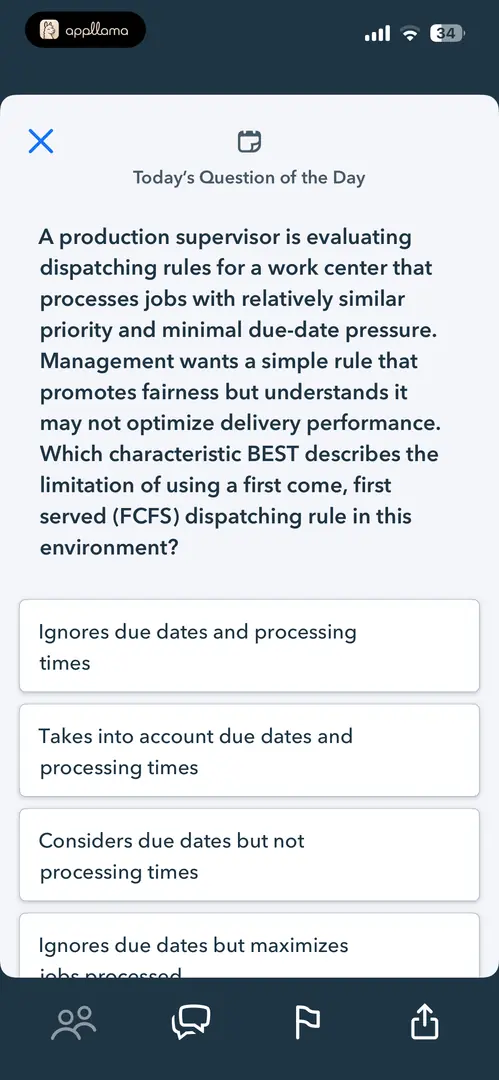 appllama
34
Today's Question of the Day
A production supervisor is evaluating
dispatching rules for a work center that
processes jobs with relatively similar
priority and minimal due-date pressure.
Management wants a simple rule that
promotes fairness but understands it
may not optimize delivery performance.
Which characteristic BEST describes the
limitation of using a first come, first
served (FCFS) dispatching rule in this
environment?
Ignores due dates and processing
times
Takes into account due dates and
processing times
Considers due dates but not
processing times
Ignores due dates but maximizes
jobs processed